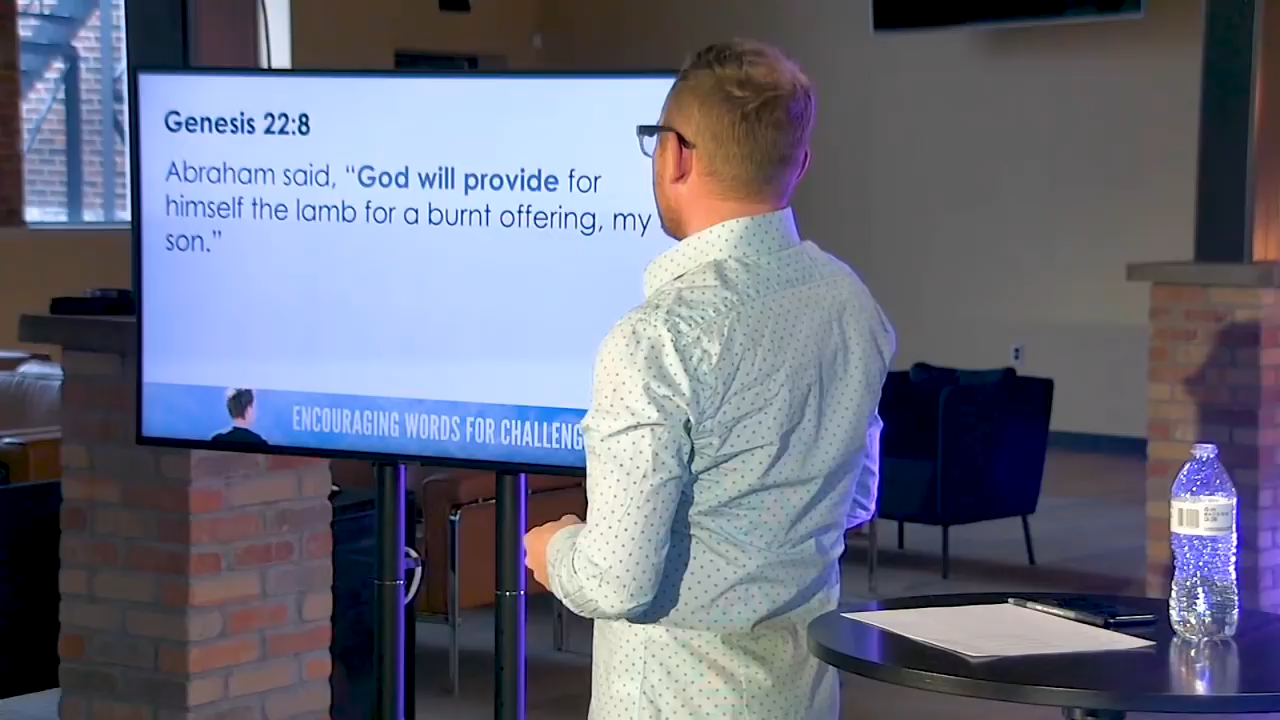 Genesis 22:8
Abraham said, “God will provide for
himself the lamb for a burnt offering, my
son.”
ENCOURAGING WORDS FOR CHALLENG